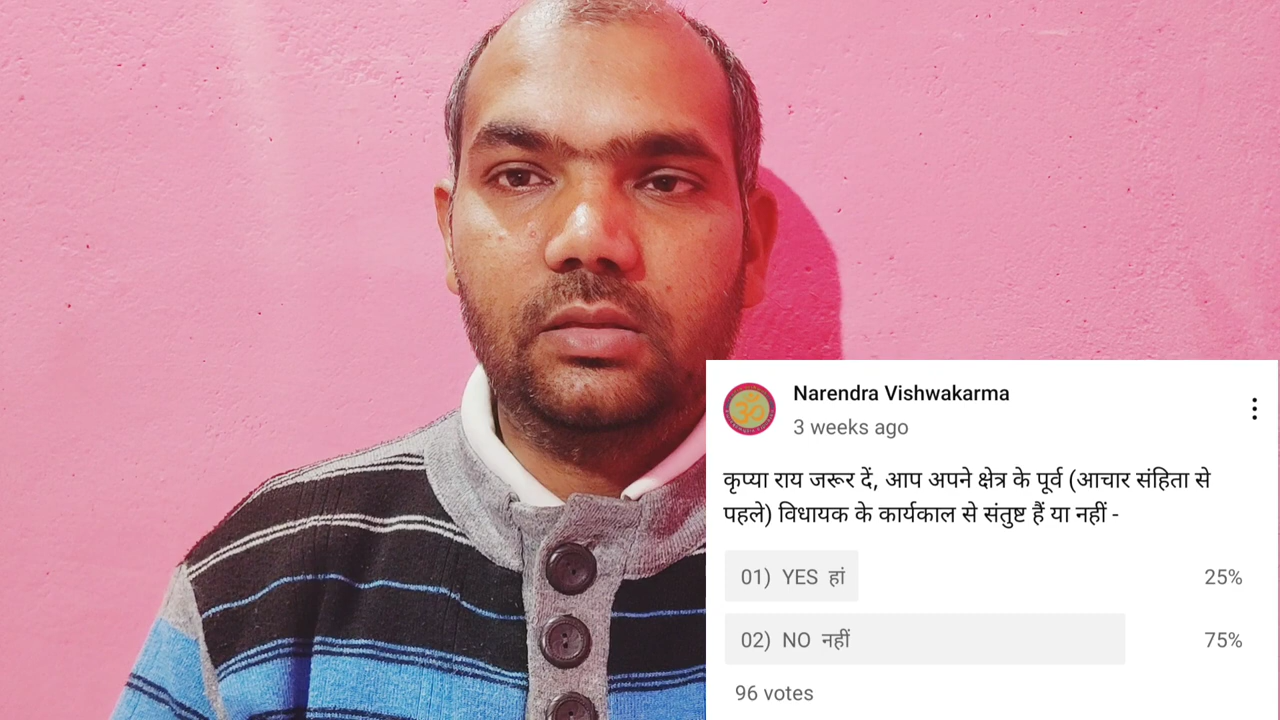 Narendra Vishwakarma
3 weeks ago
कृप्या राय जरूर दें, आप अपने क्षेत्र के पूर्व (आचार संहिता से
पहले) विधायक के कार्यकाल से संतुष्ट हैं या नहीं -
01) YES हां 25%
02) NO नहीं 75%
96 votes